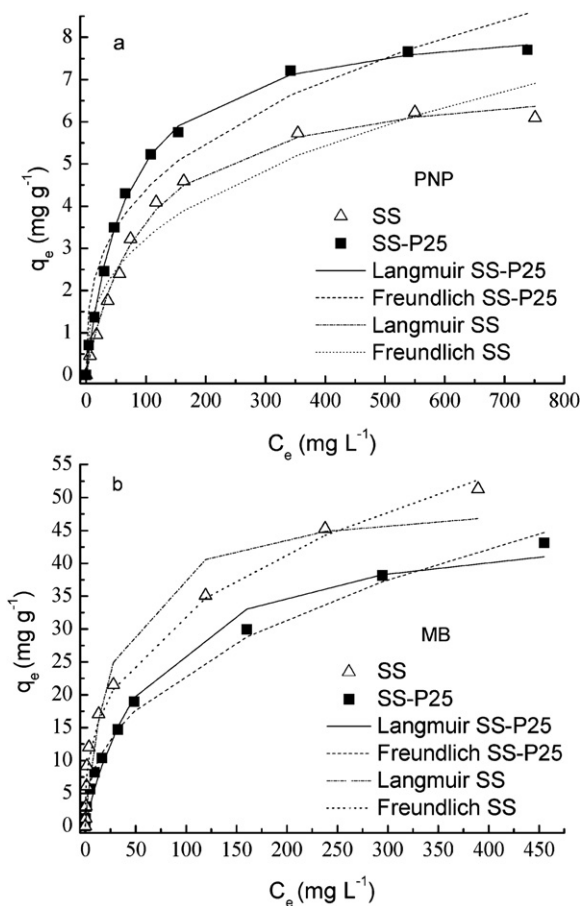 a
8
7
6
5
4
3
2
1
0
q_e (mg g⁻¹)
PNP
SS
SS-P25
Langmuir SS-P25
Freundlich SS-P25
Langmuir SS
Freundlich SS
0 100 200 300 400 500 600 700 800
C_e (mg L⁻¹)
b
55
50
45
40
35
30
25
20
15
10
5
0
q_e (mg g⁻¹)
MB
SS
SS-P25
Langmuir SS-P25
Freundlich SS-P25
Langmuir SS
Freundlich SS
0 50 100 150 200 250 300 350 400 450
C_e (mg L⁻¹)